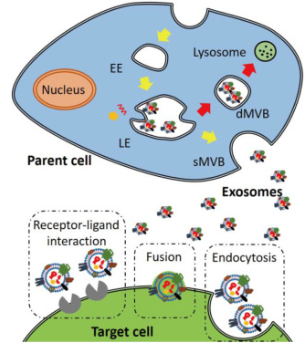 Lysosome
EE
Nucleus
dMVB
LE
Parent cell
sMVB
Exosomes
Receptor-ligand
interaction
Fusion
Endocytosis
Target cell